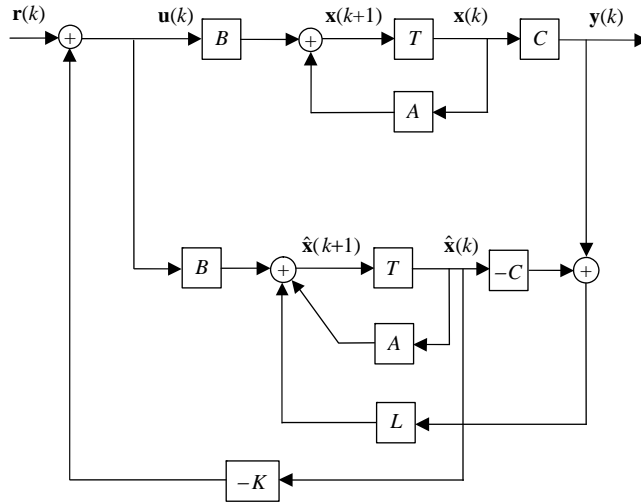 r(k) + u(k) B + x(k+1) T x(k) C y(k)
A
B + x̂(k+1) T x̂(k) −C +
A
L
−K